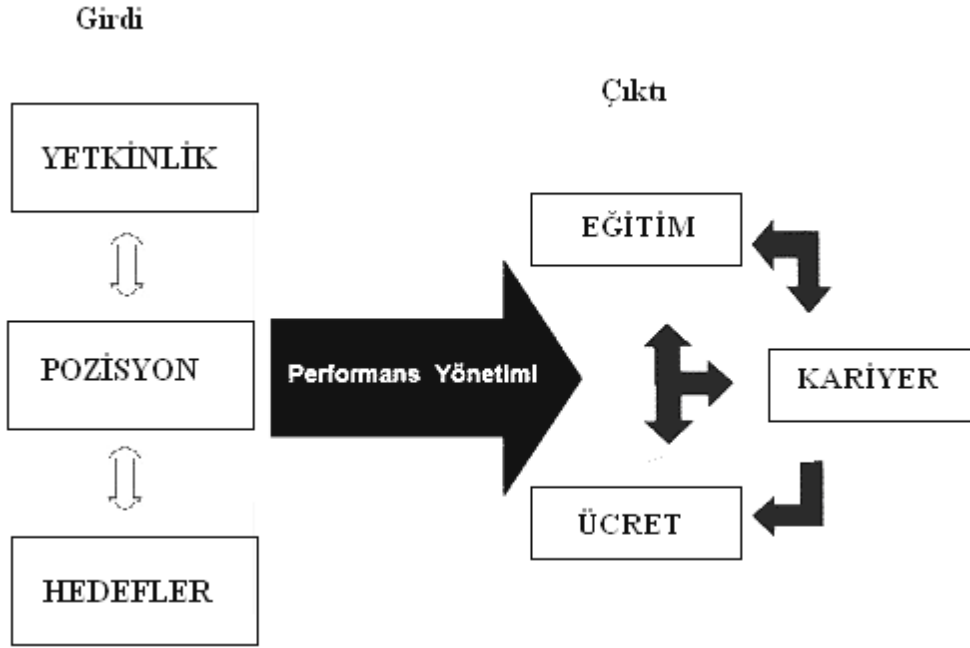 Girdi
Çıktı
YETKİNLİK
EĞİTİM
POZİSYON
Performans Yönetimi
KARİYER
ÜCRET
HEDEFLER